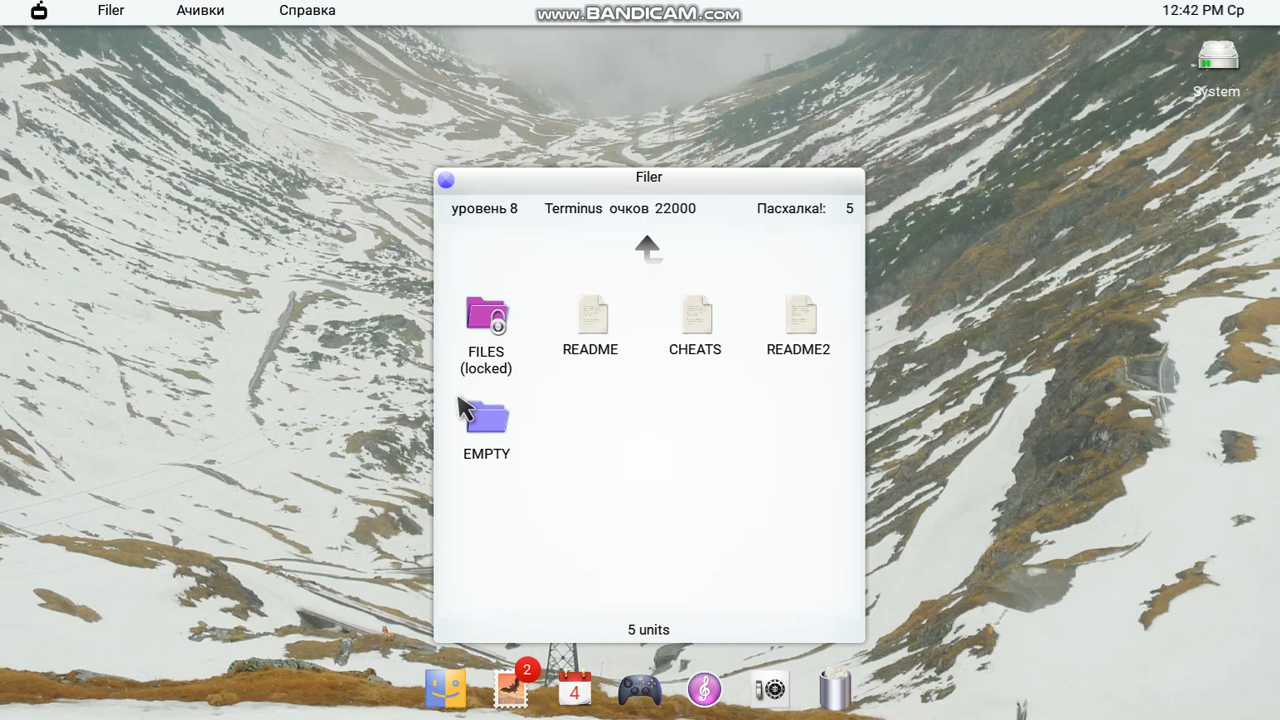 Filer Ачивки Справка www.BANDICAM.com 12:42 PM Ср
System
Filer
уровень 8 Terminus очков 22000 Пасхалка!: 5
FILES
(locked)
README
CHEATS
README2
EMPTY
5 units
2
4